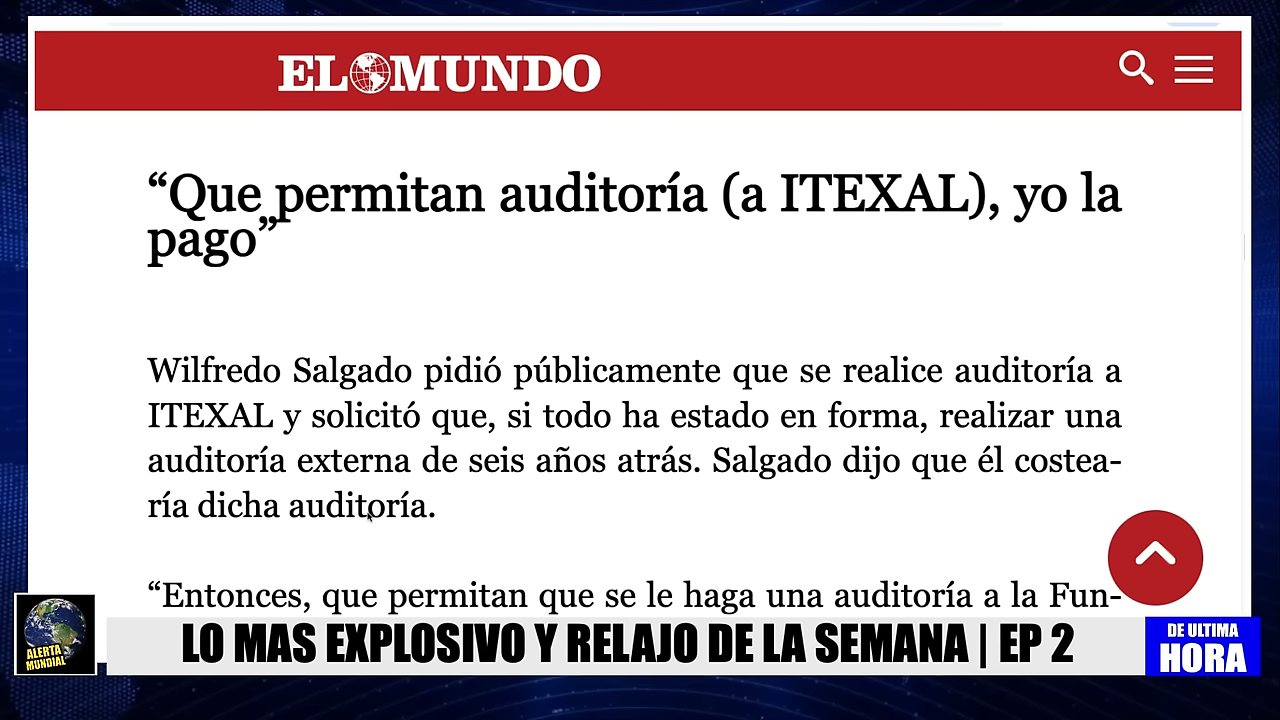 EL MUNDO
“Que permitan auditoría (a ITEXAL), yo la
pago”
Wilfredo Salgado pidió públicamente que se realice auditoría a
ITEXAL y solicitó que, si todo ha estado en forma, realizar una
auditoría externa de seis años atrás. Salgado dijo que él costea-
ría dicha auditoría.
“Entonces, que permitan que se le haga una auditoría a la Fun-
ALERTA
MUNDIAL
LO MAS EXPLOSIVO Y RELAJO DE LA SEMANA | EP 2
DE ULTIMA
HORA